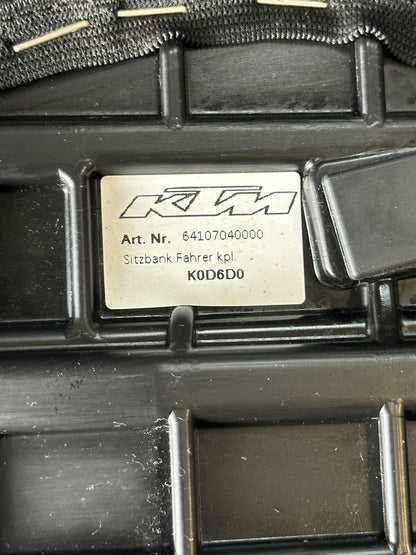 KTM
Art. Nr. 64107040000
Sitzbank Fahrer kpl.
K0D6D0